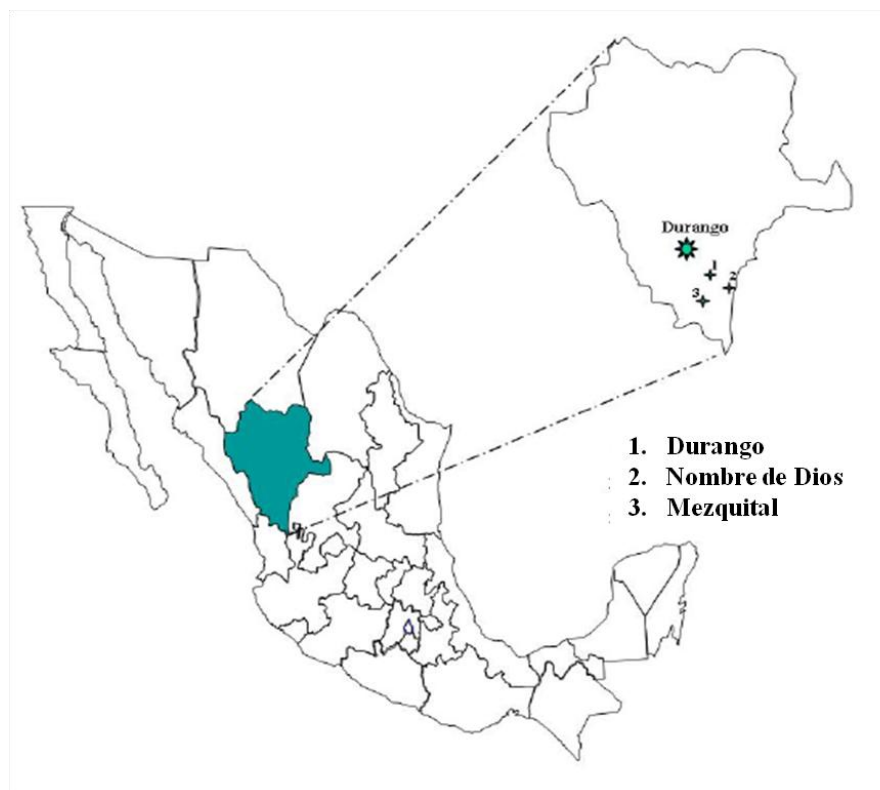 Durango
1
2
3
1. Durango
2. Nombre de Dios
3. Mezquital